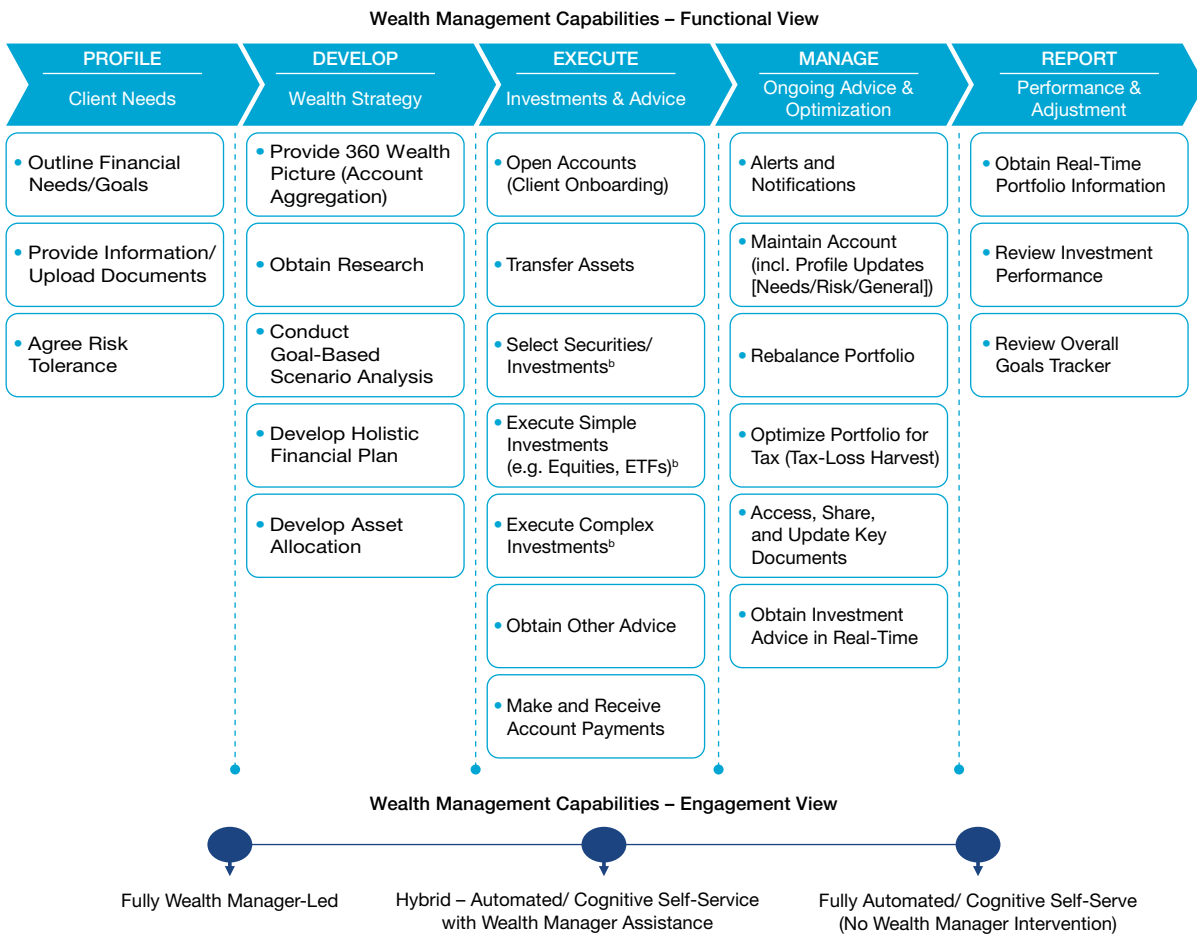 Wealth Management Capabilities – Functional View
PROFILE
Client Needs
DEVELOP
Wealth Strategy
EXECUTE
Investments & Advice
MANAGE
Ongoing Advice &
Optimization
REPORT
Performance &
Adjustment
• Outline Financial
Needs/Goals
• Provide Information/
Upload Documents
• Agree Risk
Tolerance
• Provide 360 Wealth
Picture (Account
Aggregation)
• Obtain Research
• Conduct
Goal-Based
Scenario Analysis
• Develop Holistic
Financial Plan
• Develop Asset
Allocation
• Open Accounts
(Client Onboarding)
• Transfer Assets
• Select Securities/
Investmentsᵇ
• Execute Simple
Investments
(e.g. Equities, ETFs)ᵇ
• Execute Complex
Investmentsᵇ
• Obtain Other Advice
• Make and Receive
Account Payments
• Alerts and
Notifications
• Maintain Account
(incl. Profile Updates
[Needs/Risk/General])
• Rebalance Portfolio
• Optimize Portfolio for
Tax (Tax-Loss Harvest)
• Access, Share,
and Update Key
Documents
• Obtain Investment
Advice in Real-Time
• Obtain Real-Time
Portfolio Information
• Review Investment
Performance
• Review Overall
Goals Tracker
Wealth Management Capabilities – Engagement View
Fully Wealth Manager-Led
Hybrid – Automated/ Cognitive Self-Service
with Wealth Manager Assistance
Fully Automated/ Cognitive Self-Serve
(No Wealth Manager Intervention)